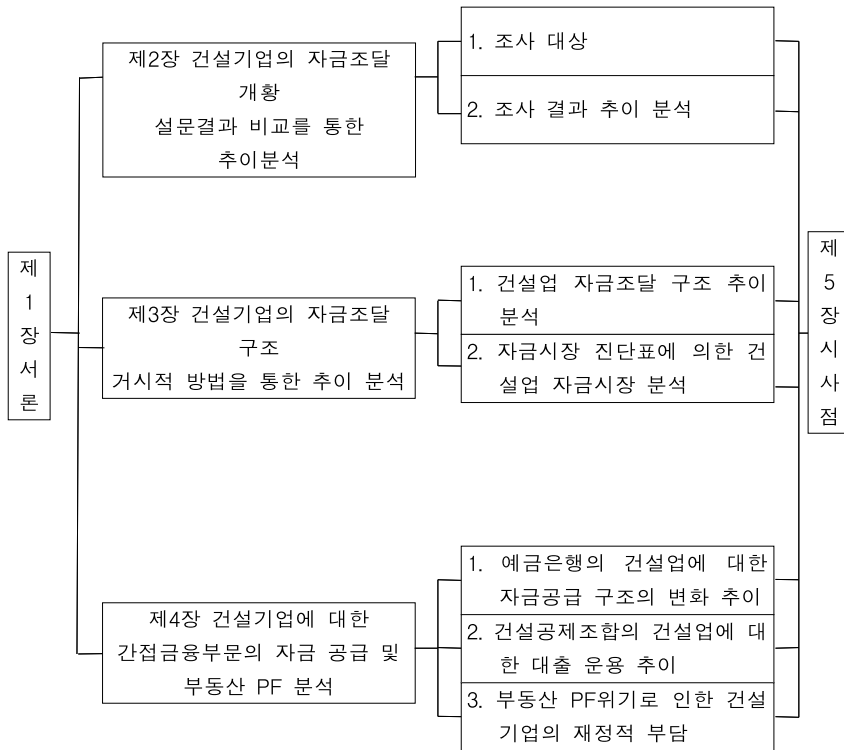 제
1
장
서
론
제2장 건설기업의 자금조달
개황
설문결과 비교를 통한
추이분석
1. 조사 대상
2. 조사 결과 추이 분석
제3장 건설기업의 자금조달
구조
거시적 방법을 통한 추이 분석
1. 건설업 자금조달 구조 추이
분석
2. 자금시장 진단표에 의한 건
설업 자금시장 분석
제4장 건설기업에 대한
간접금융부문의 자금 공급 및
부동산 PF 분석
1. 예금은행의 건설업에 대한
자금공급 구조의 변화 추이
2. 건설공제조합의 건설업에 대
한 대출 운용 추이
3. 부동산 PF위기로 인한 건설
기업의 재정적 부담
제
5
장
시
사
점